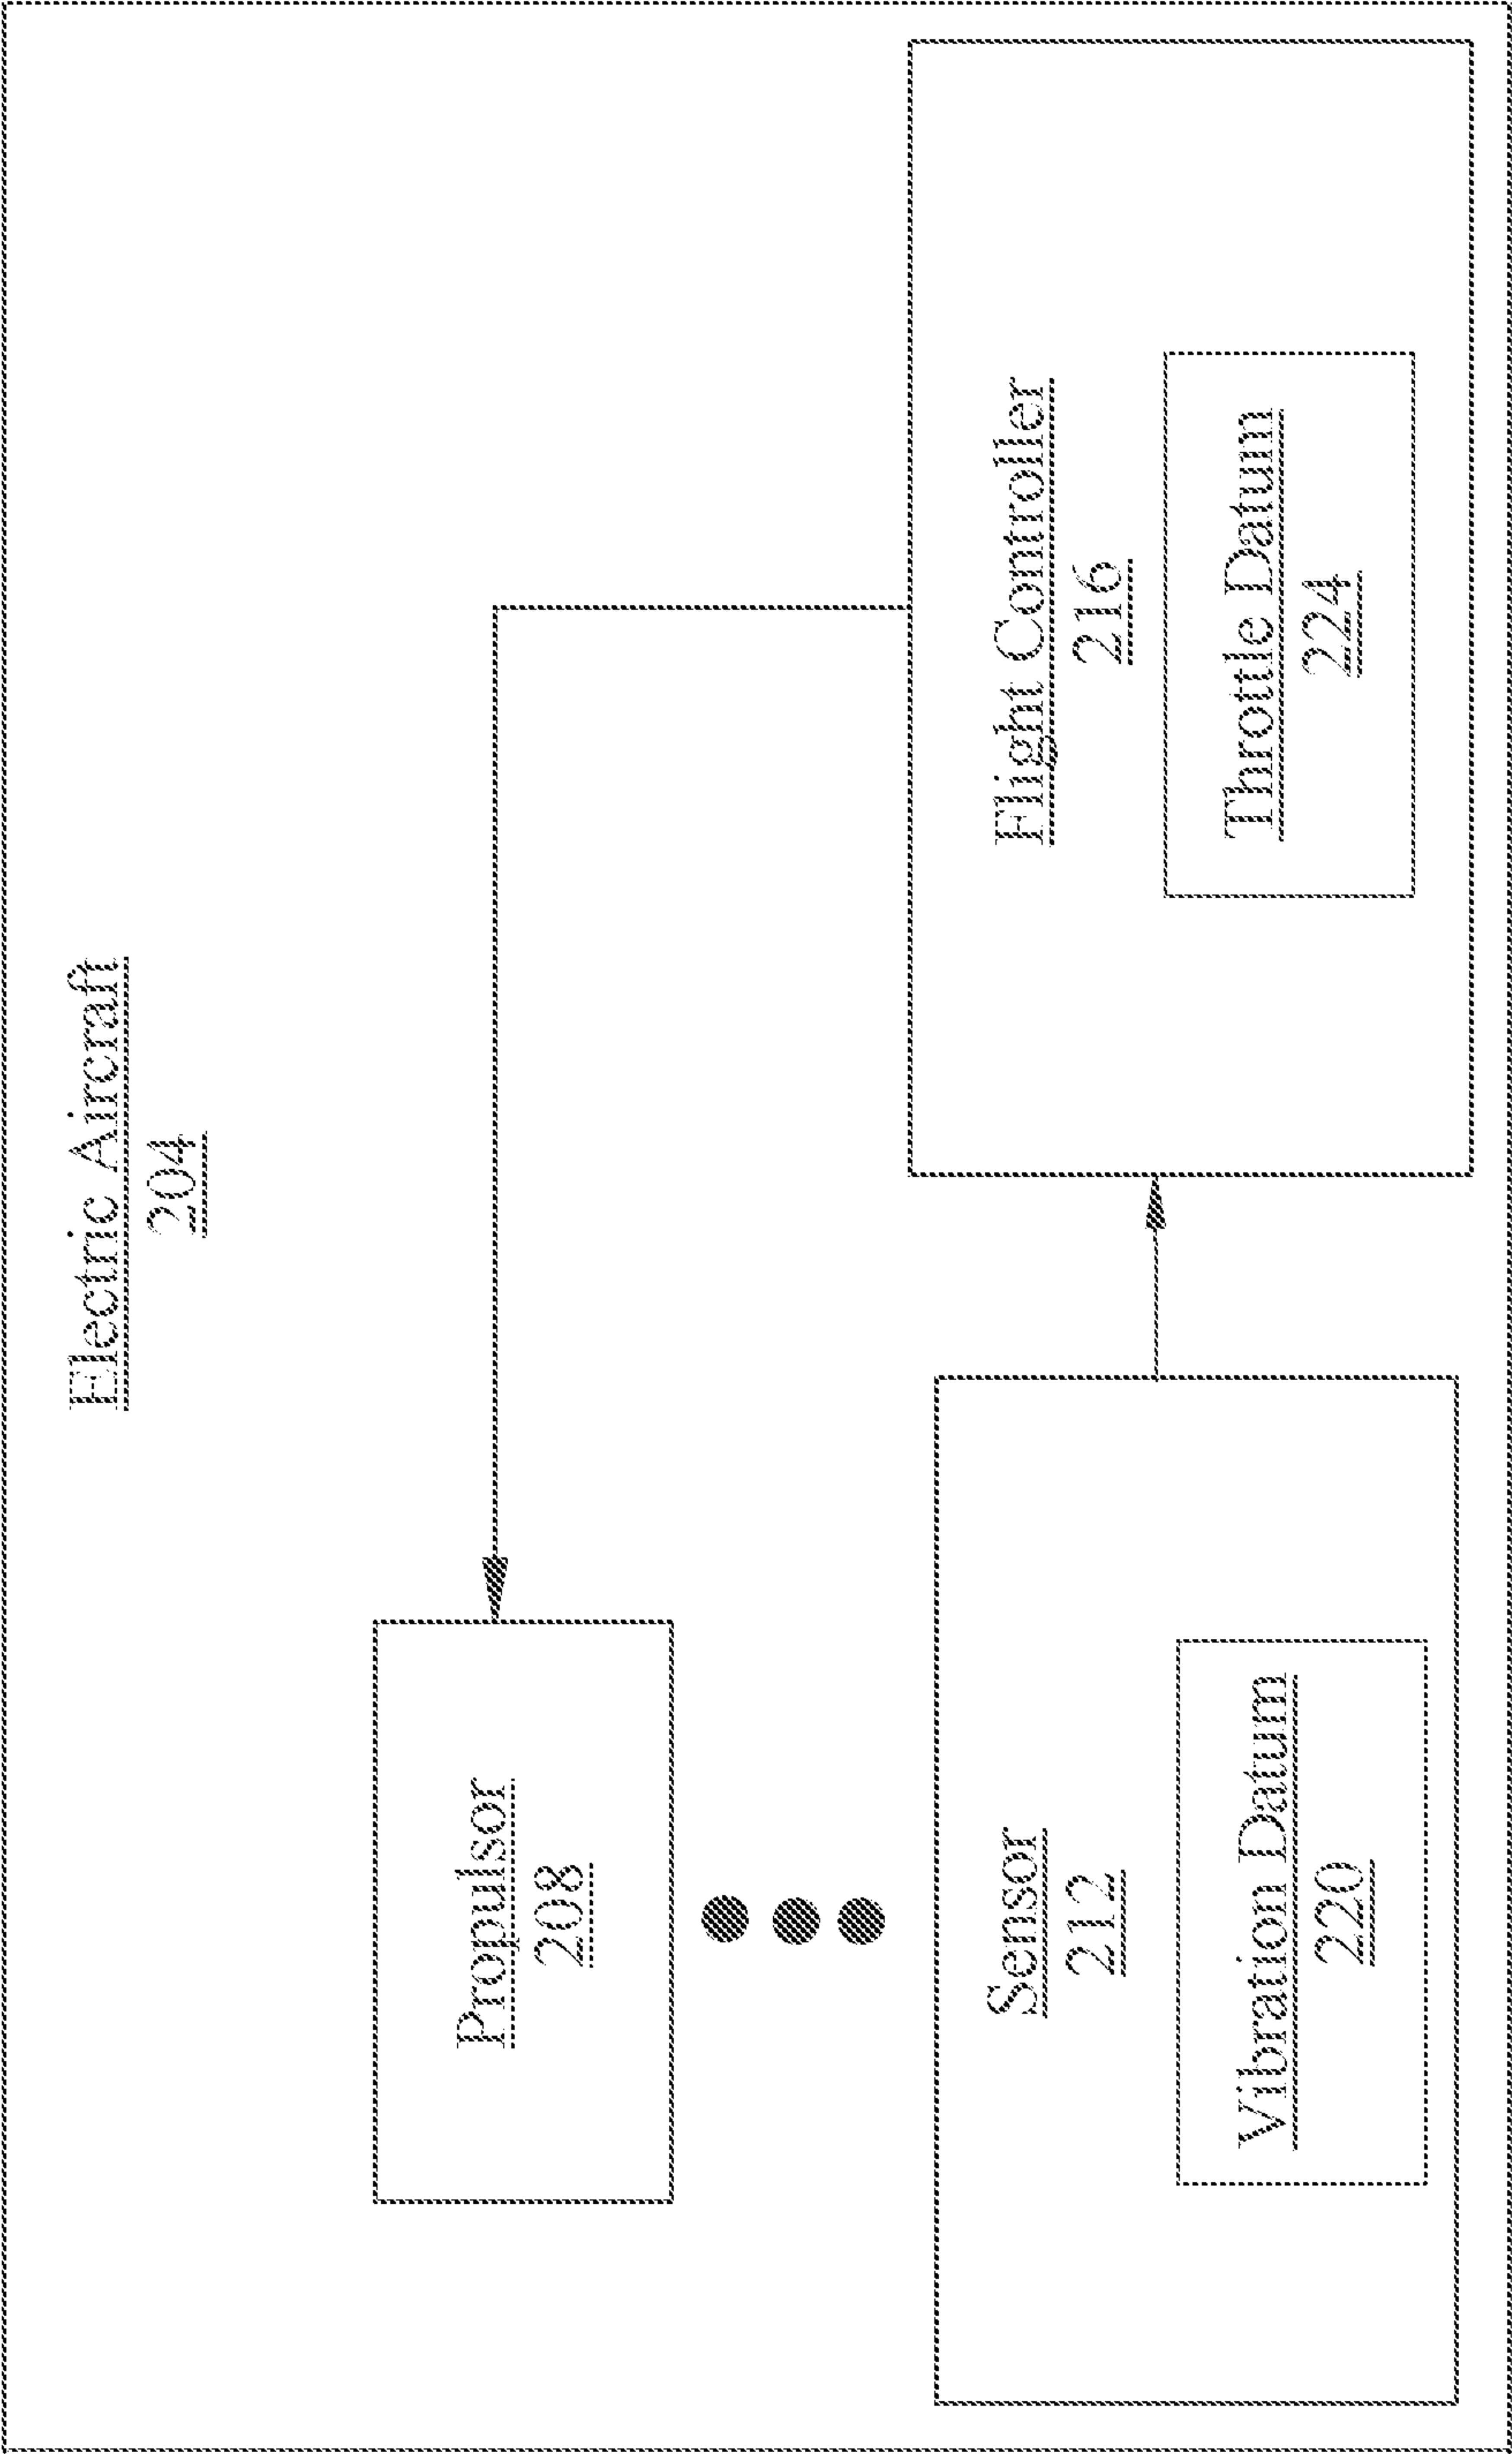 Electric Aircraft
204
Propulsor
208
Sensor
212
Vibration Datum
220
Flight Controller
216
Throttle Datum
224